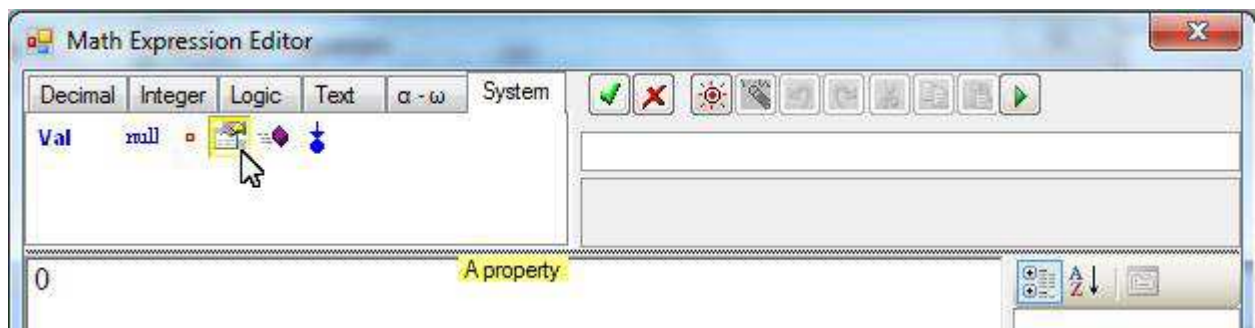 Math Expression Editor
Decimal Integer Logic Text α - ω System
Val null
A property
0
A Z